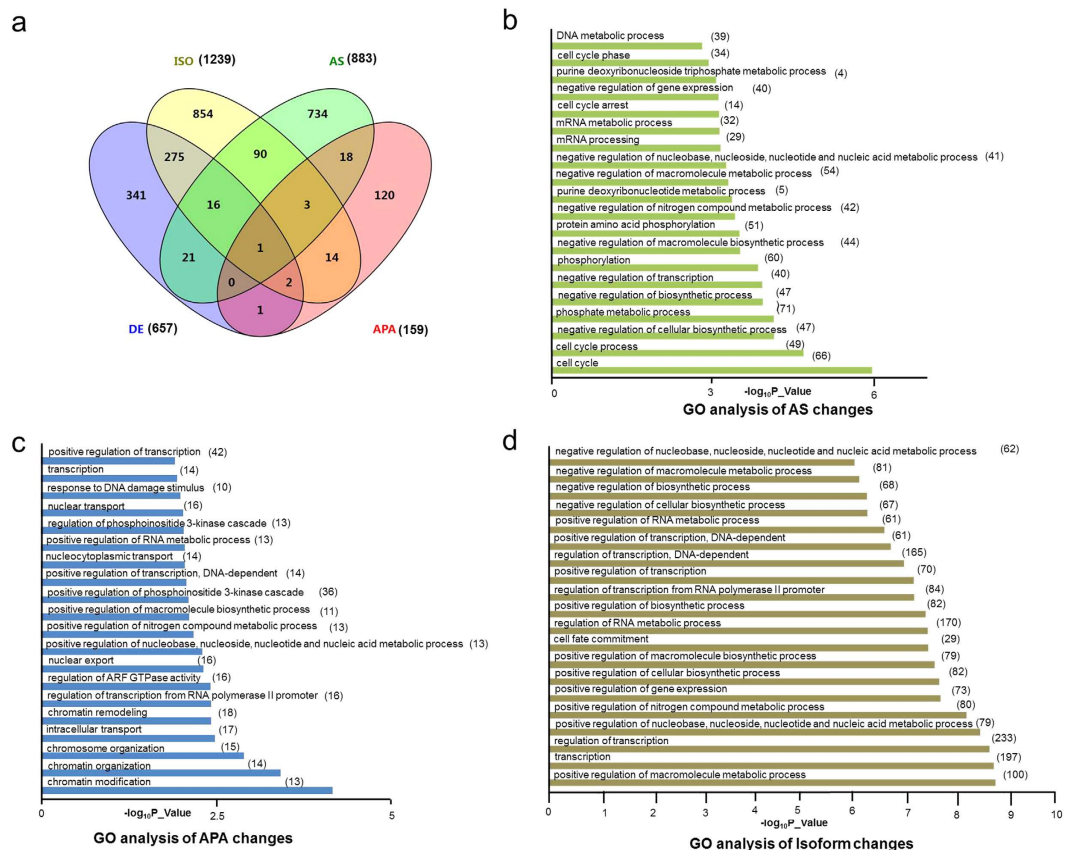 a
ISO (1239)
AS (883)
854
734
275
90
18
341
16
3
120
21
1
14
0
2
1
DE (657)
APA (159)
b
DNA metabolic process (39)
cell cycle phase (34)
purine deoxyribonucleoside triphosphate metabolic process (4)
negative regulation of gene expression (40)
cell cycle arrest (14)
mRNA metabolic process (32)
mRNA processing (29)
negative regulation of nucleobase, nucleoside, nucleotide and nucleic acid metabolic process (41)
negative regulation of macromolecule metabolic process (54)
purine deoxyribonucleotide metabolic process (5)
negative regulation of nitrogen compound metabolic process (42)
protein amino acid phosphorylation (51)
negative regulation of macromolecule biosynthetic process (44)
phosphorylation (60)
negative regulation of transcription (40)
negative regulation of biosynthetic process (47
phosphate metabolic process (71)
negative regulation of cellular biosynthetic process (47)
cell cycle process (49)
cell cycle (66)
0 3 6
-log10P_Value
GO analysis of AS changes
c
positive regulation of transcription (42)
transcription (14)
response to DNA damage stimulus (10)
nuclear transport (16)
regulation of phosphoinositide 3-kinase cascade (13)
positive regulation of RNA metabolic process (13)
nucleocytoplasmic transport (14)
positive regulation of transcription, DNA-dependent (14)
positive regulation of phosphoinositide 3-kinase cascade (36)
positive regulation of macromolecule biosynthetic process (11)
positive regulation of nitrogen compound metabolic process (13)
positive regulation of nucleobase, nucleoside, nucleotide and nucleic acid metabolic process (13)
nuclear export (16)
regulation of ARF GTPase activity (16)
regulation of transcription from RNA polymerase II promoter (16)
chromatin remodeling (18)
intracellular transport (17)
chromosome organization (15)
chromatin organization (14)
chromatin modification (13)
0 2.5 5
-log10P_Value
GO analysis of APA changes
d
negative regulation of nucleobase, nucleoside, nucleotide and nucleic acid metabolic process (62)
negative regulation of macromolecule metabolic process (81)
negative regulation of biosynthetic process (68)
negative regulation of cellular biosynthetic process (67)
positive regulation of RNA metabolic process (61)
positive regulation of transcription, DNA-dependent (61)
regulation of transcription, DNA-dependent (165)
positive regulation of transcription (70)
regulation of transcription from RNA polymerase II promoter (84)
positive regulation of biosynthetic process (82)
regulation of RNA metabolic process (170)
cell fate commitment (29)
positive regulation of macromolecule biosynthetic process (79)
positive regulation of cellular biosynthetic process (82)
positive regulation of gene expression (73)
positive regulation of nitrogen compound metabolic process (80)
positive regulation of nucleobase, nucleoside, nucleotide and nucleic acid metabolic process (79)
regulation of transcription (233)
transcription (197)
positive regulation of macromolecule metabolic process (100)
0 1 2 3 4 5 6 7 8 9 10
-log10P_Value
GO analysis of Isoform changes